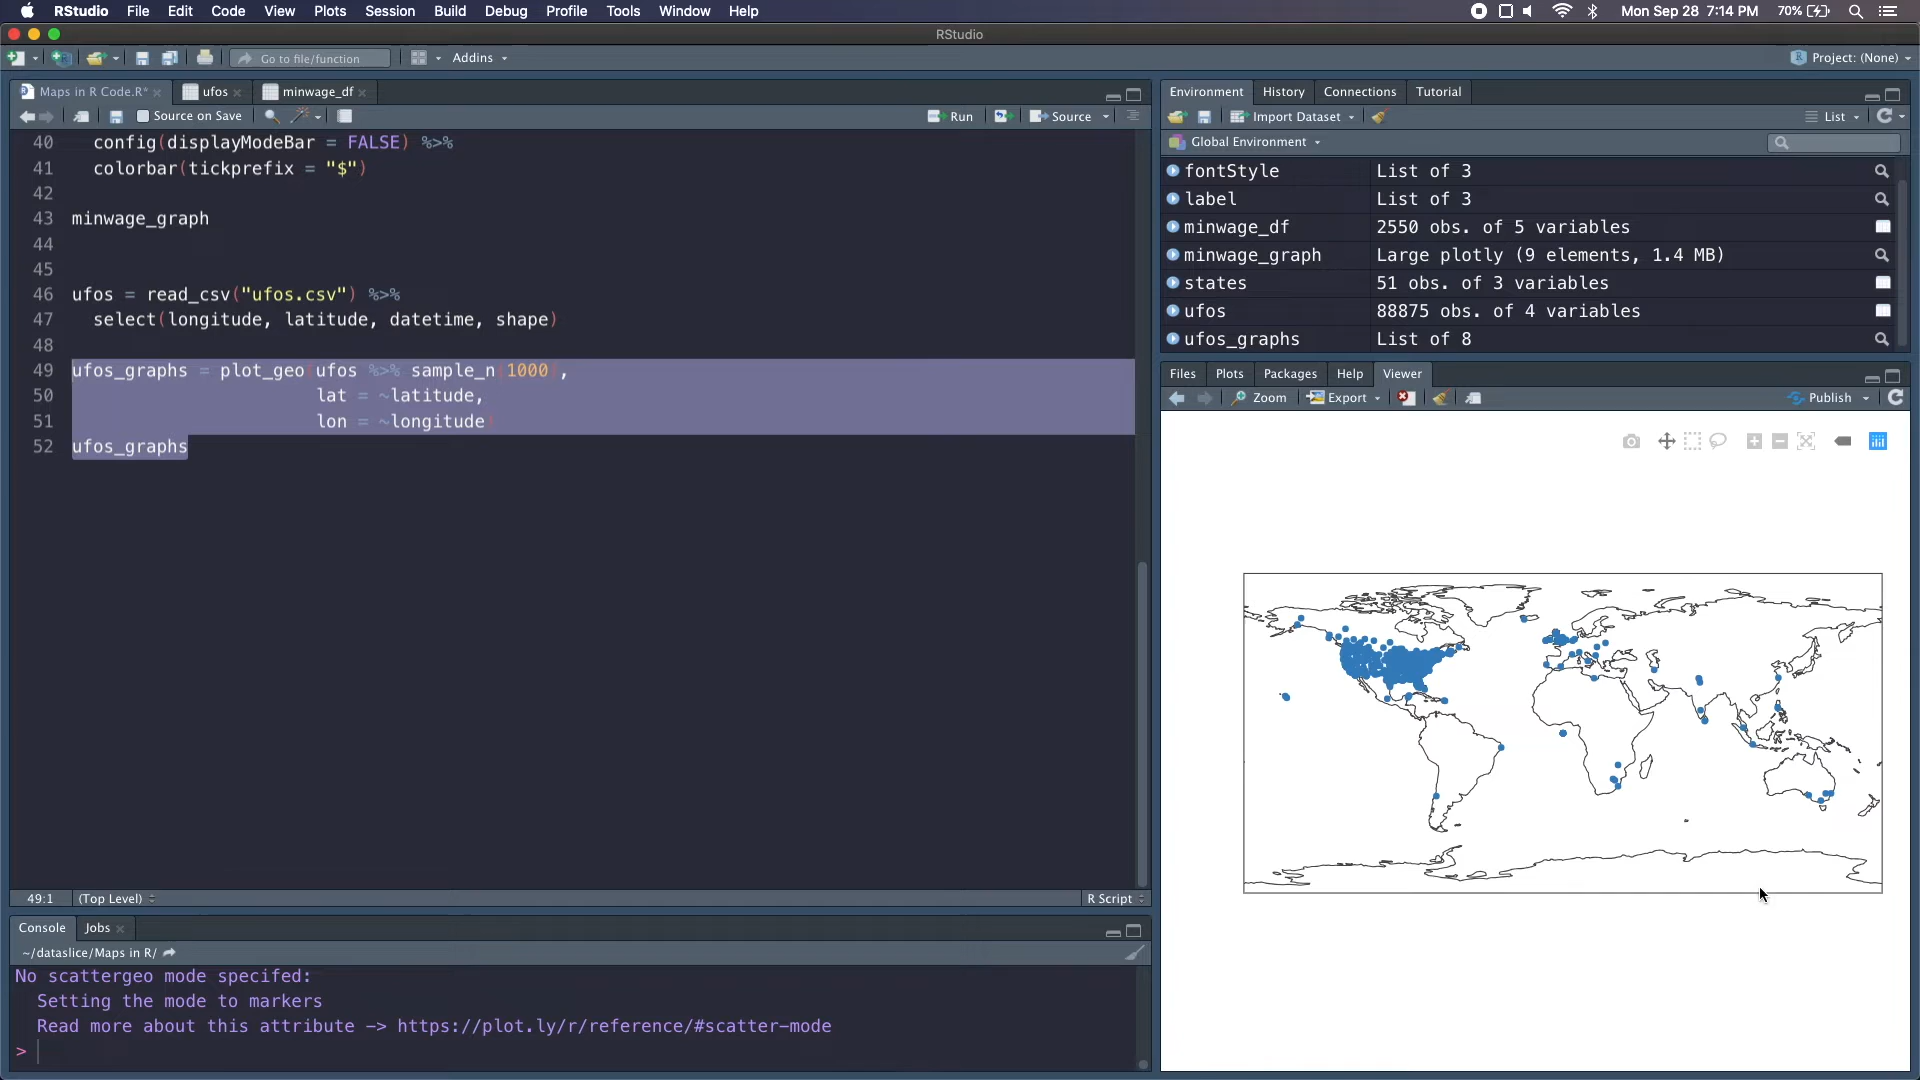 RStudio File Edit Code View Plots Session Build Debug Profile Tools Window Help Mon Sep 28 7:14 PM 70%
RStudio
Go to file/function Addins Project: (None)
Maps in R Code.R* ufos minwage_df
Source on Save Run Source
40 config(displayModeBar = FALSE) %>%
41 colorbar(tickprefix = "$")
42
43 minwage_graph
44
45
46 ufos = read_csv("ufos.csv") %>%
47 select(longitude, latitude, datetime, shape)
48
49 ufos_graphs = plot_geo(ufos %>% sample_n(1000),
50 lat = ~latitude,
51 lon = ~longitude)
52 ufos_graphs
49:1 (Top Level) R Script
Console Jobs
~/dataslice/Maps in R/
No scattergeo mode specifed:
Setting the mode to markers
Read more about this attribute -> https://plot.ly/r/reference/#scatter-mode
>
Environment History Connections Tutorial
Import Dataset List
Global Environment
fontStyle List of 3
label List of 3
minwage_df 2550 obs. of 5 variables
minwage_graph Large plotly (9 elements, 1.4 MB)
states 51 obs. of 3 variables
ufos 88875 obs. of 4 variables
ufos_graphs List of 8
Files Plots Packages Help Viewer
Zoom Export Publish